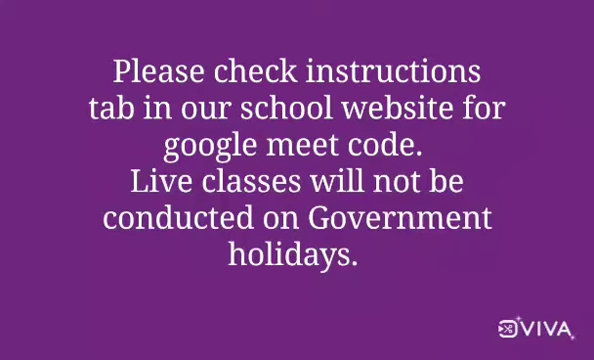 Please check instructions
tab in our school website for
google meet code.
Live classes will not be
conducted on Government
holidays.
VIVA